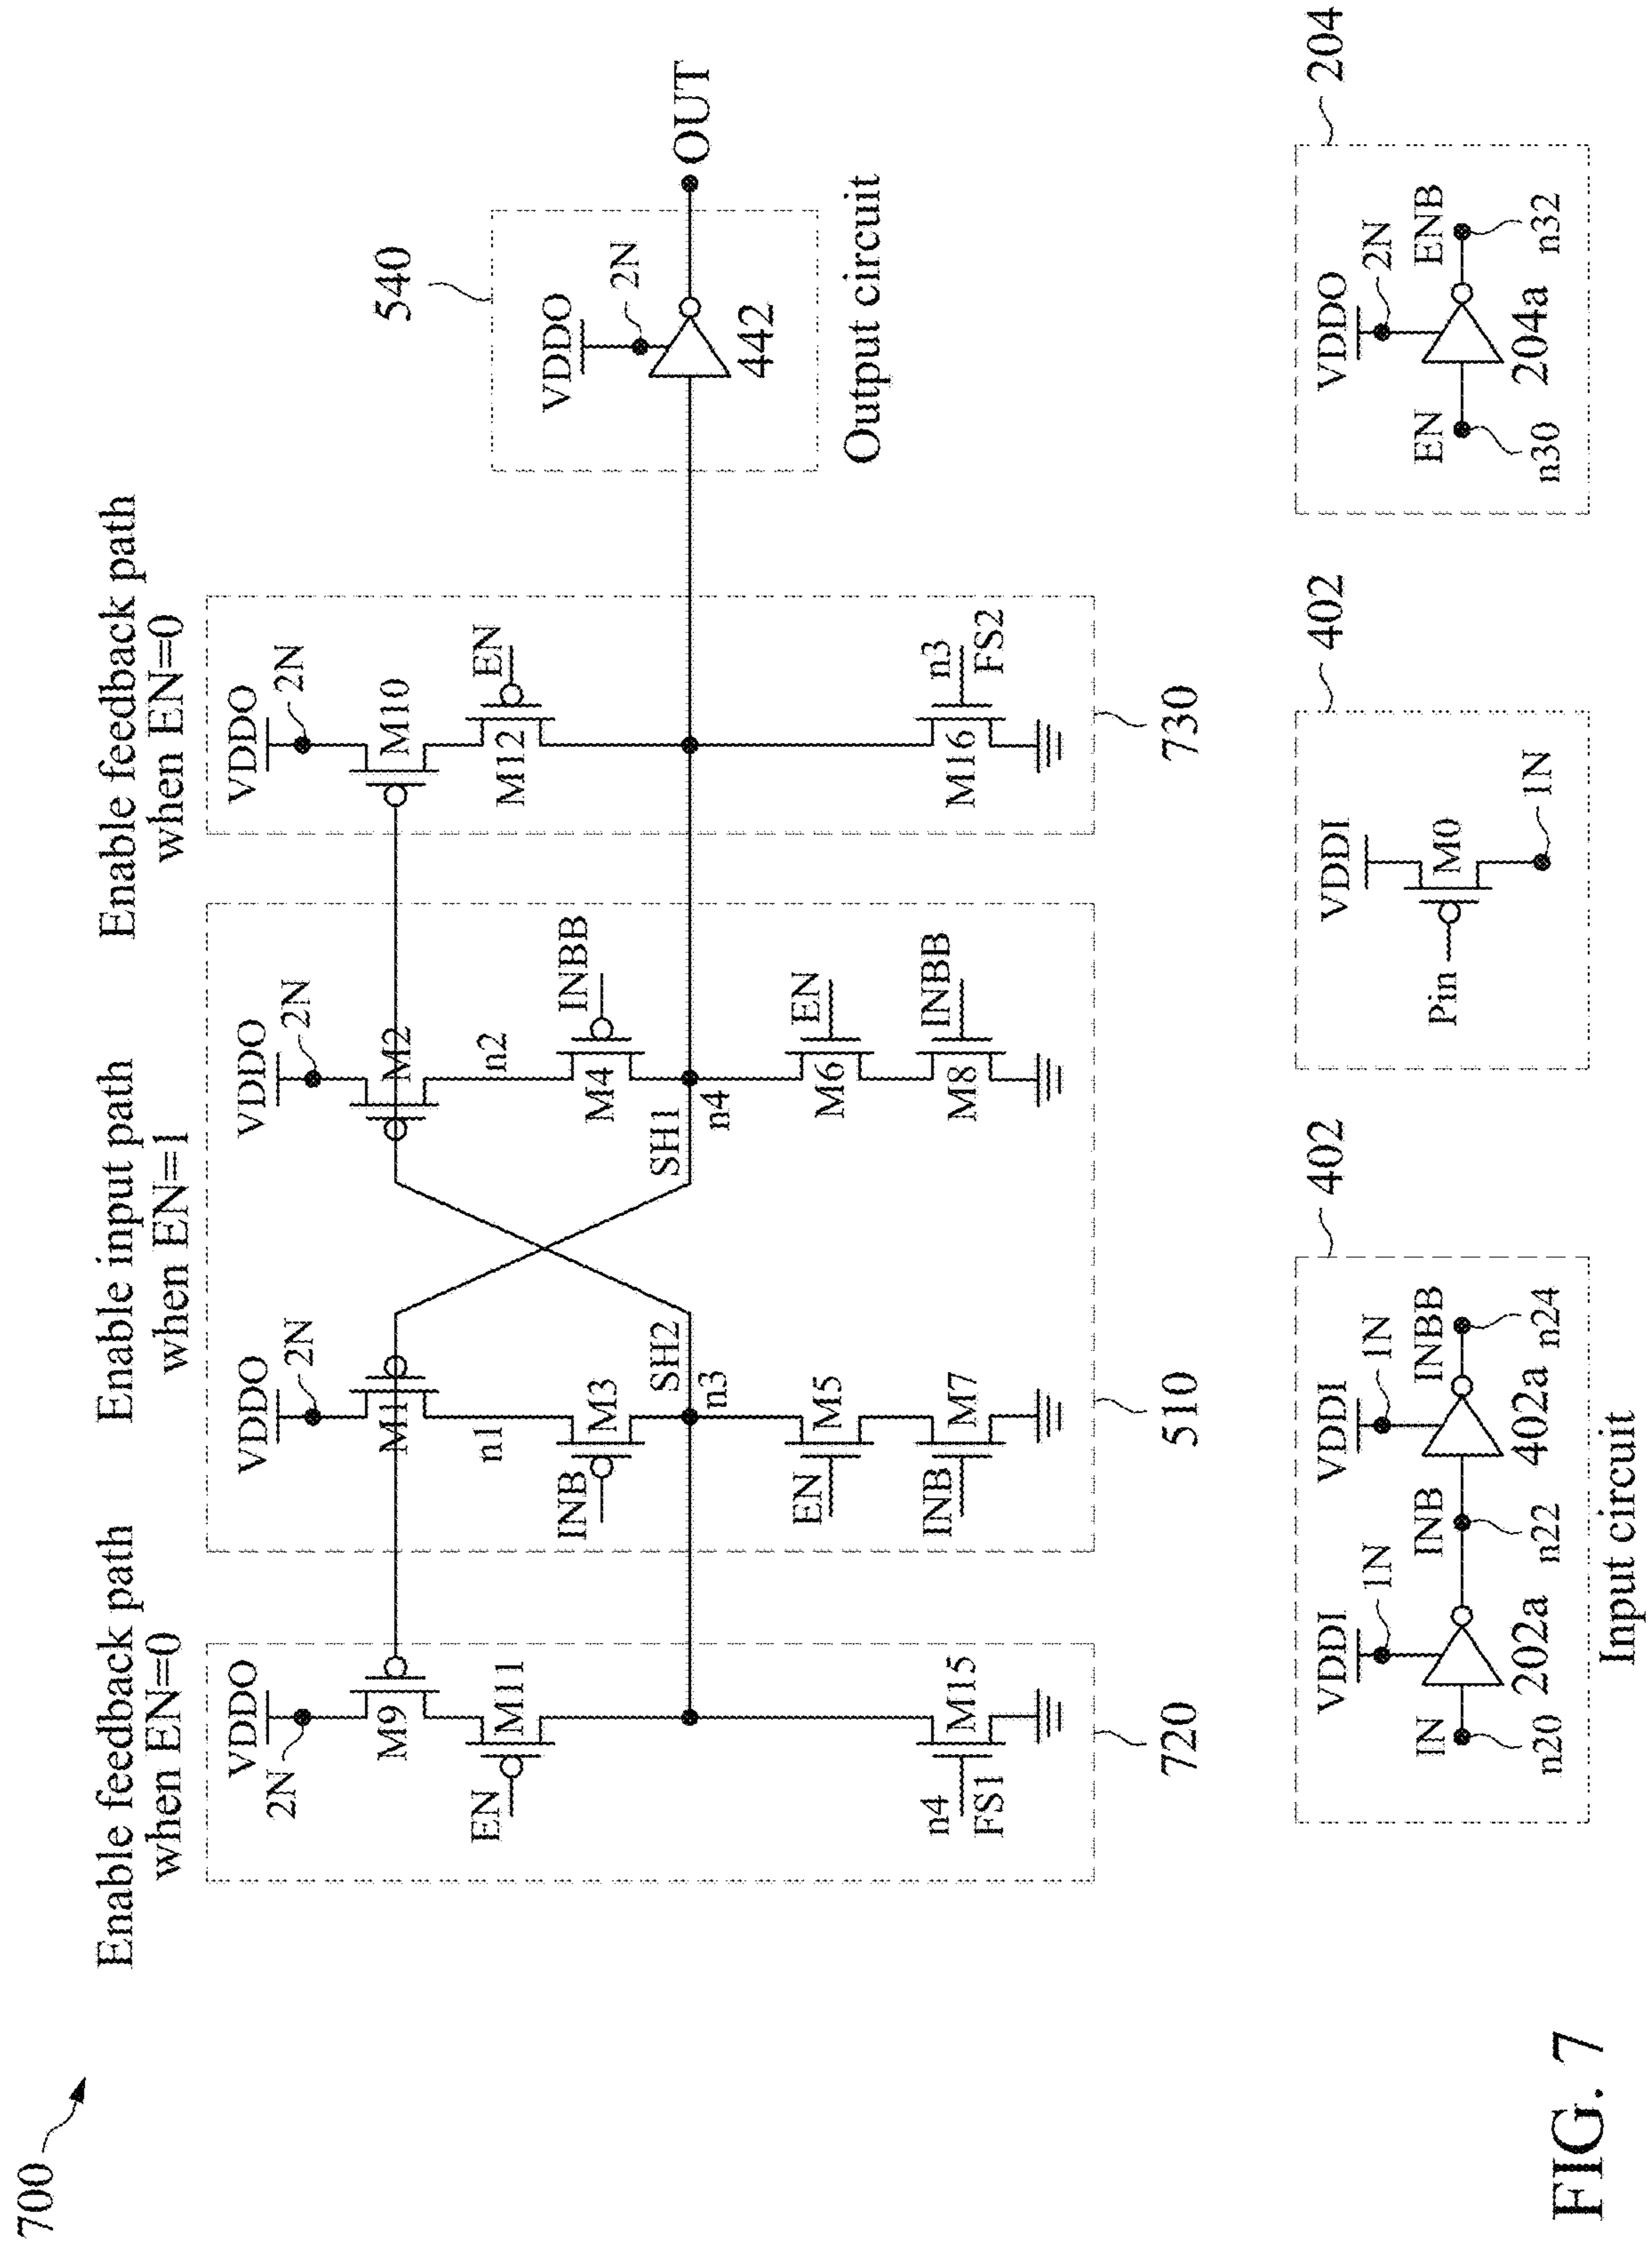 700
Enable feedback path
when EN=0
Enable input path
when EN=1
Enable feedback path
when EN=0
VDDO
2N
M9
EN
M11
n4
FS1
M15
720
VDDO
2N
M1
n1
INB
M3
SH2
n3
EN
M5
INB
M7
VDDO
2N
M2
n2
INBB
M4
SH1
n4
EN
M6
INBB
M8
510
VDDO
2N
M10
EN
M12
n3
FS2
M16
730
540
VDDO
2N
442
OUT
Output circuit
402
VDDI
1N
IN
n20
202a
INB
n22
VDDI
1N
402a
INBB
n24
Input circuit
402
VDDI
Pin
M0
1N
204
VDDO
2N
EN
n30
204a
ENB
n32
FIG. 7